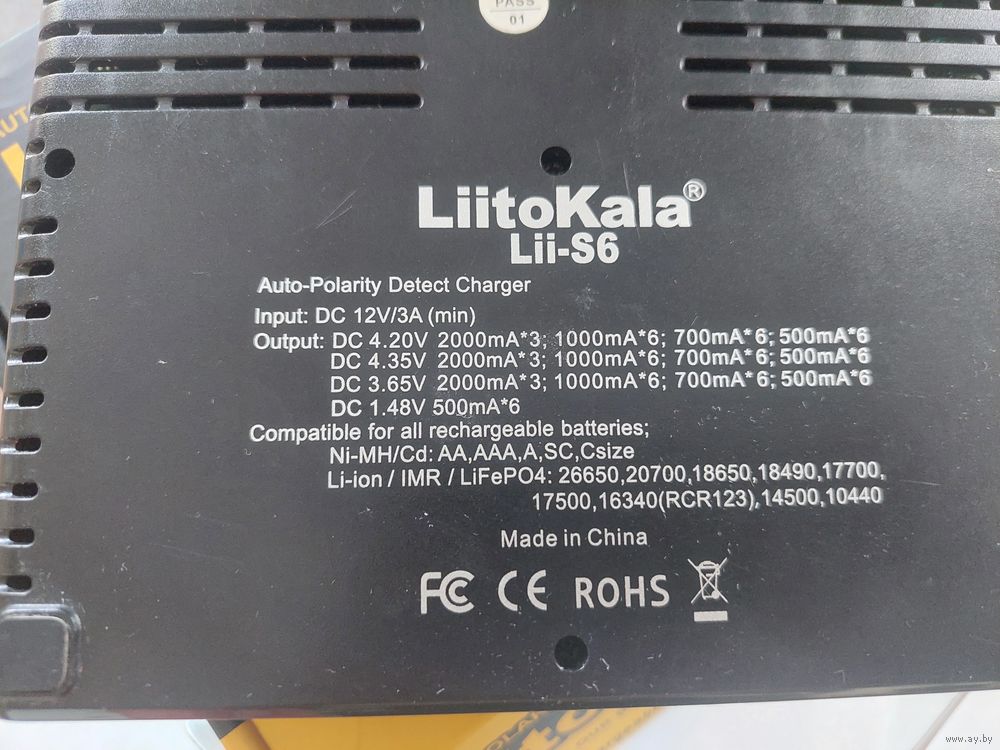 PASS
01
LiitoKala®
Lii-S6
Auto-Polarity Detect Charger
Input: DC 12V/3A (min)
Output: DC 4.20V 2000mA*3; 1000mA*6; 700mA*6; 500mA*6
DC 4.35V 2000mA*3; 1000mA*6; 700mA*6; 500mA*6
DC 3.65V 2000mA*3; 1000mA*6; 700mA*6; 500mA*6
DC 1.48V 500mA*6
Compatible for all rechargeable batteries;
Ni-MH/Cd: AA,AAA,A,SC,Csize
Li-ion / IMR / LiFePO4: 26650,20700,18650,18490,17700,
17500,16340(RCR123),14500,10440
Made in China
FC CE ROHS
www.ay.by